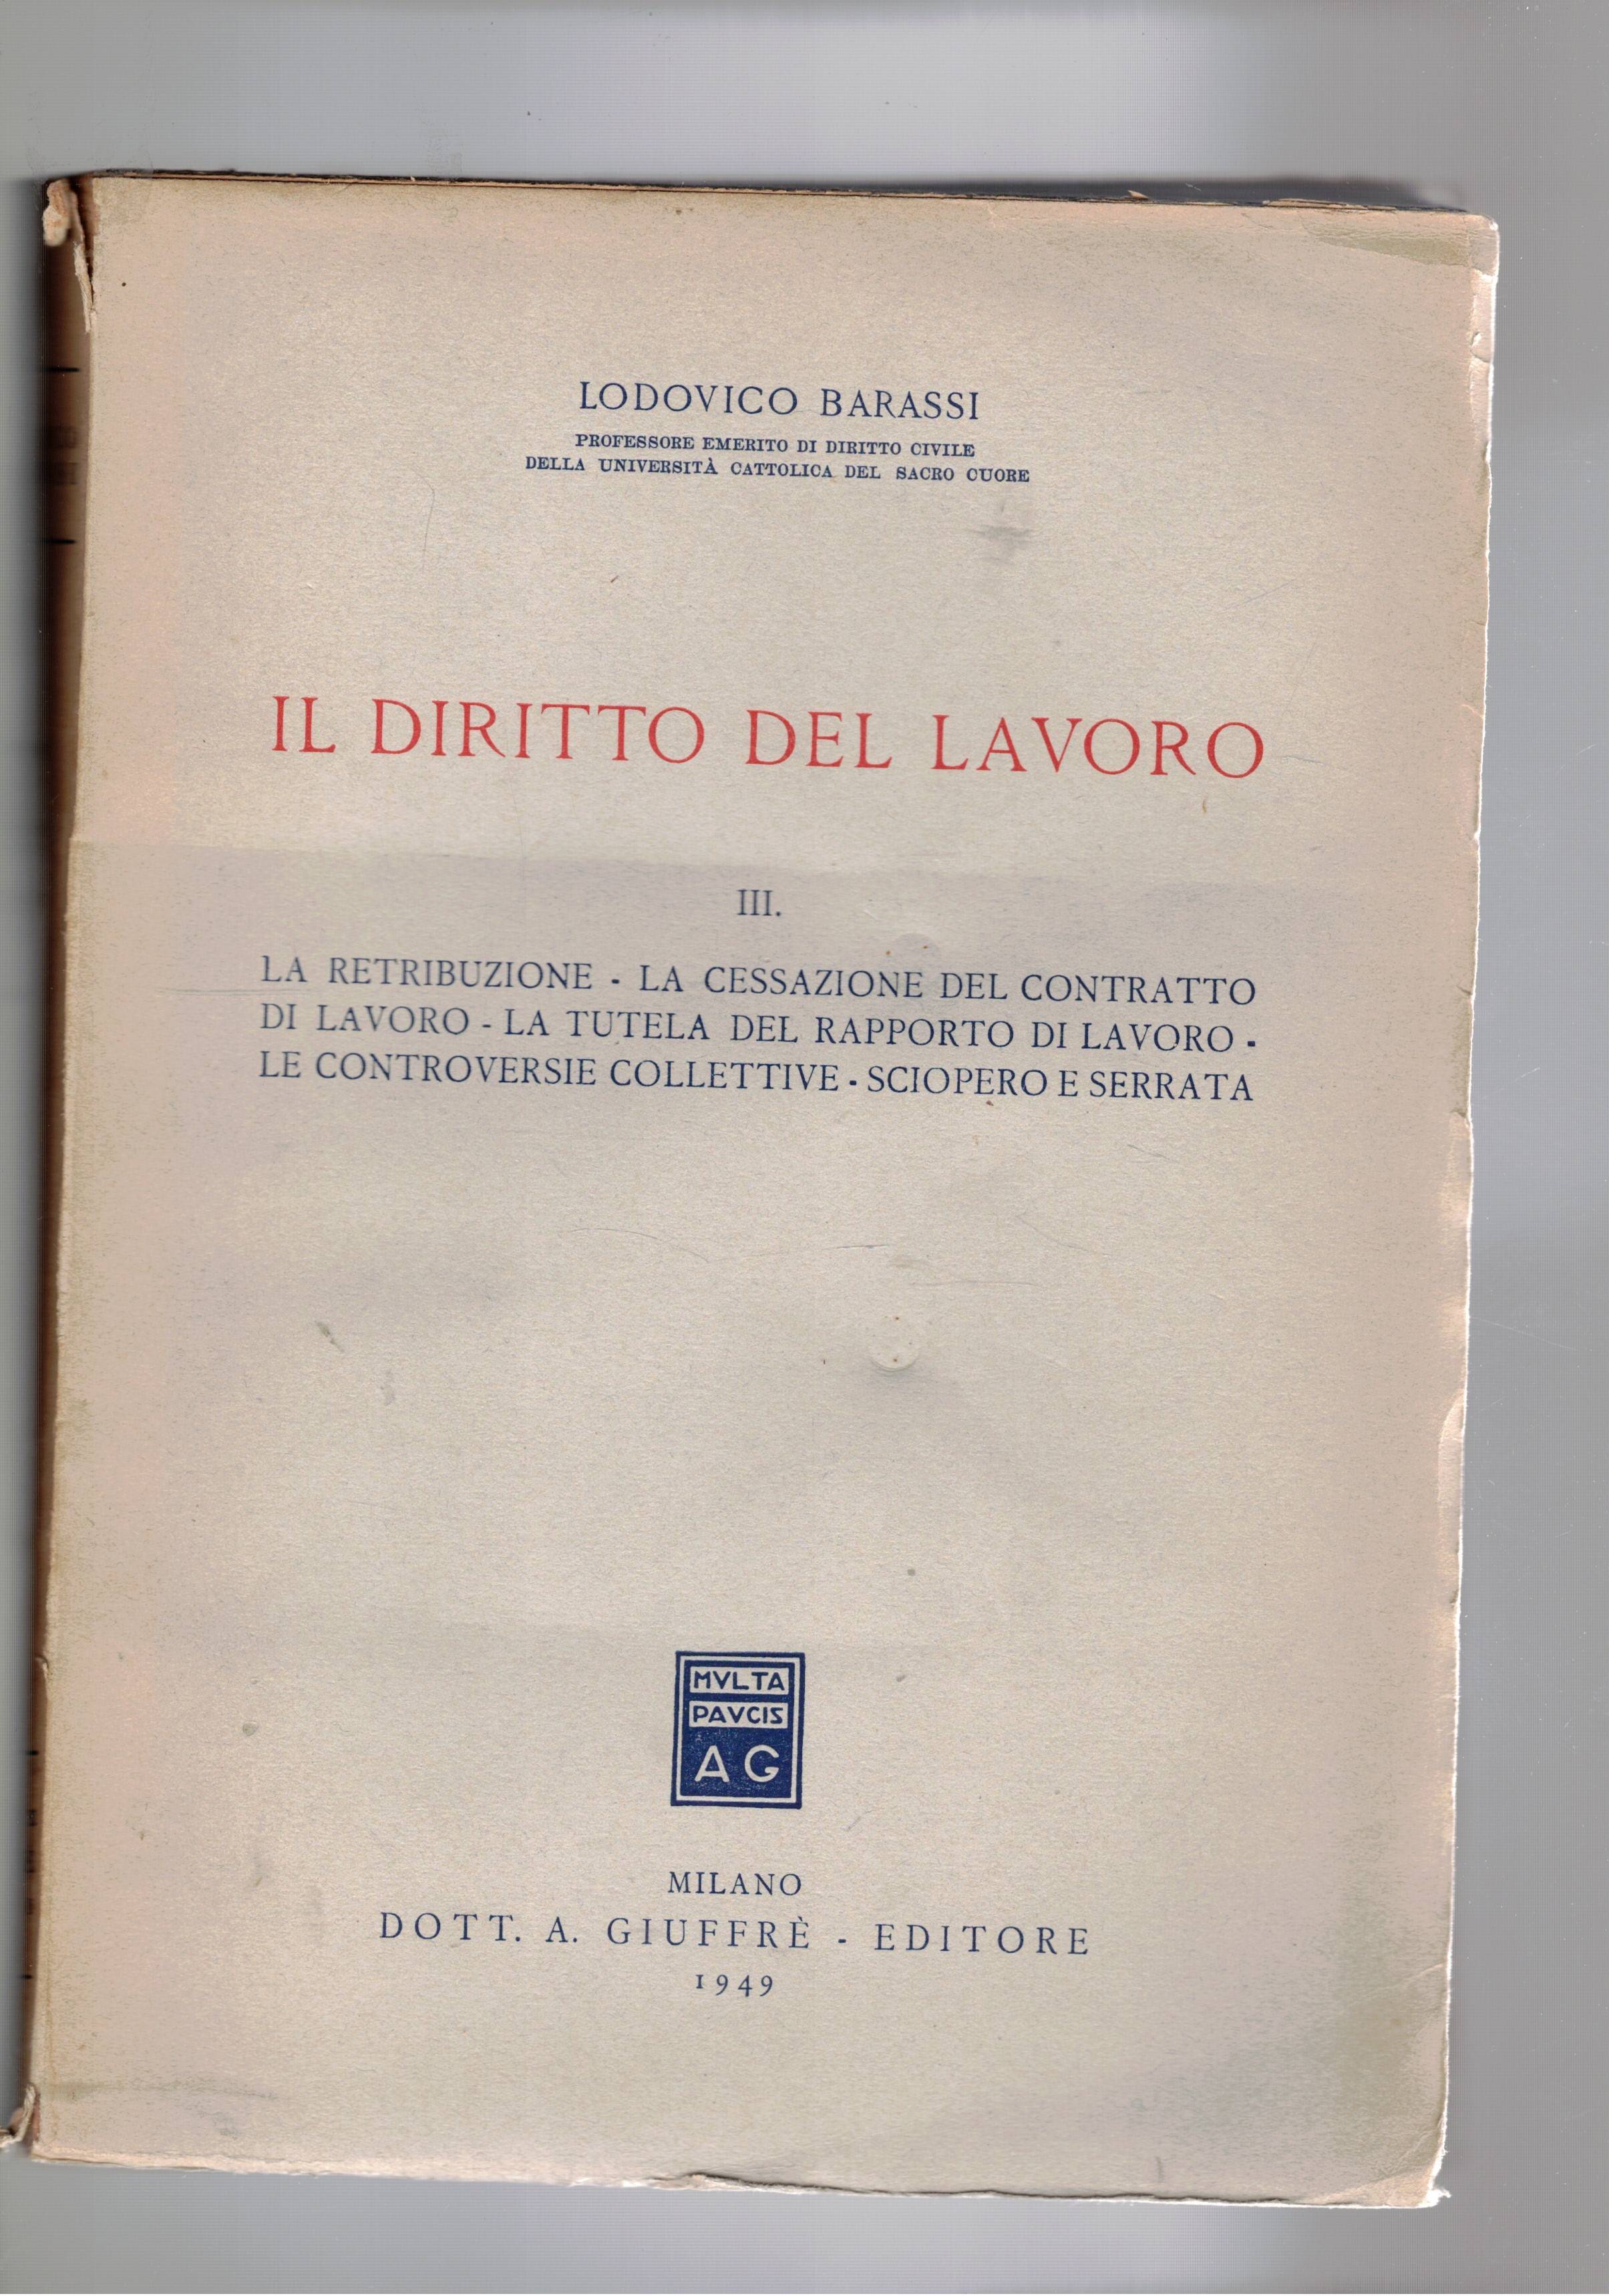 LODOVICO BARASSI
PROFESSORE EMERITO DI DIRITTO CIVILE
DELLA UNIVERSITÀ CATTOLICA DEL SACRO CUORE
IL DIRITTO DEL LAVORO
III.
LA RETRIBUZIONE - LA CESSAZIONE DEL CONTRATTO
DI LAVORO - LA TUTELA DEL RAPPORTO DI LAVORO -
LE CONTROVERSIE COLLETTIVE - SCIOPERO E SERRATA
MVLTA
PAVCIS
AG
MILANO
DOTT. A. GIUFFRÈ - EDITORE
1949